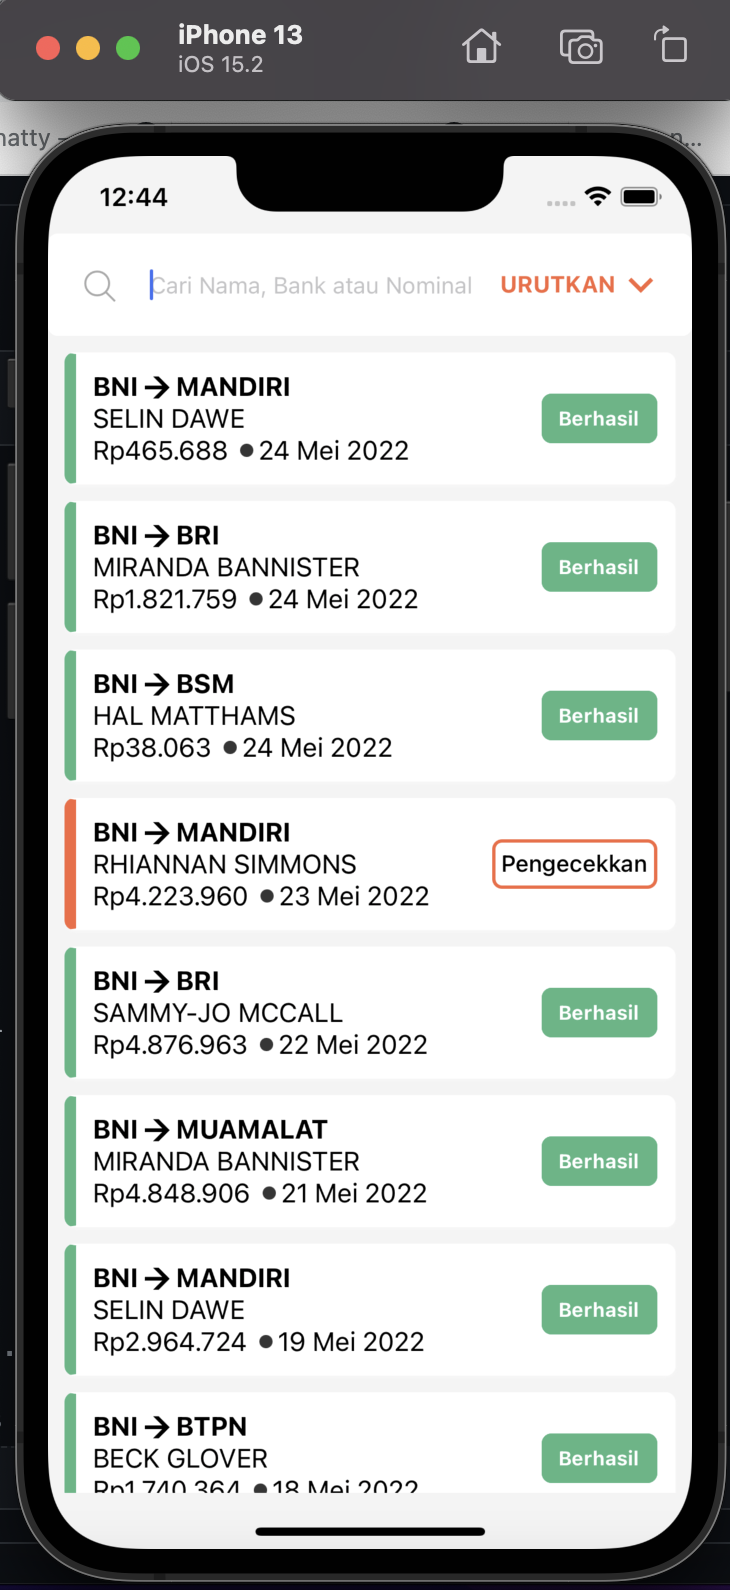 iPhone 13
iOS 15.2
hatty –
n...
12:44
Cari Nama, Bank atau Nominal
URUTKAN
BNI → MANDIRI
SELIN DAWE
Rp465.688 ● 24 Mei 2022
Berhasil
BNI → BRI
MIRANDA BANNISTER
Rp1.821.759 ● 24 Mei 2022
Berhasil
BNI → BSM
HAL MATTHAMS
Rp38.063 ● 24 Mei 2022
Berhasil
BNI → MANDIRI
RHIANNAN SIMMONS
Rp4.223.960 ● 23 Mei 2022
Pengecekkan
BNI → BRI
SAMMY-JO MCCALL
Rp4.876.963 ● 22 Mei 2022
Berhasil
BNI → MUAMALAT
MIRANDA BANNISTER
Rp4.848.906 ● 21 Mei 2022
Berhasil
BNI → MANDIRI
SELIN DAWE
Rp2.964.724 ● 19 Mei 2022
Berhasil
BNI → BTPN
BECK GLOVER
Rp1.740.364 ● 18 Mei 2022
Berhasil